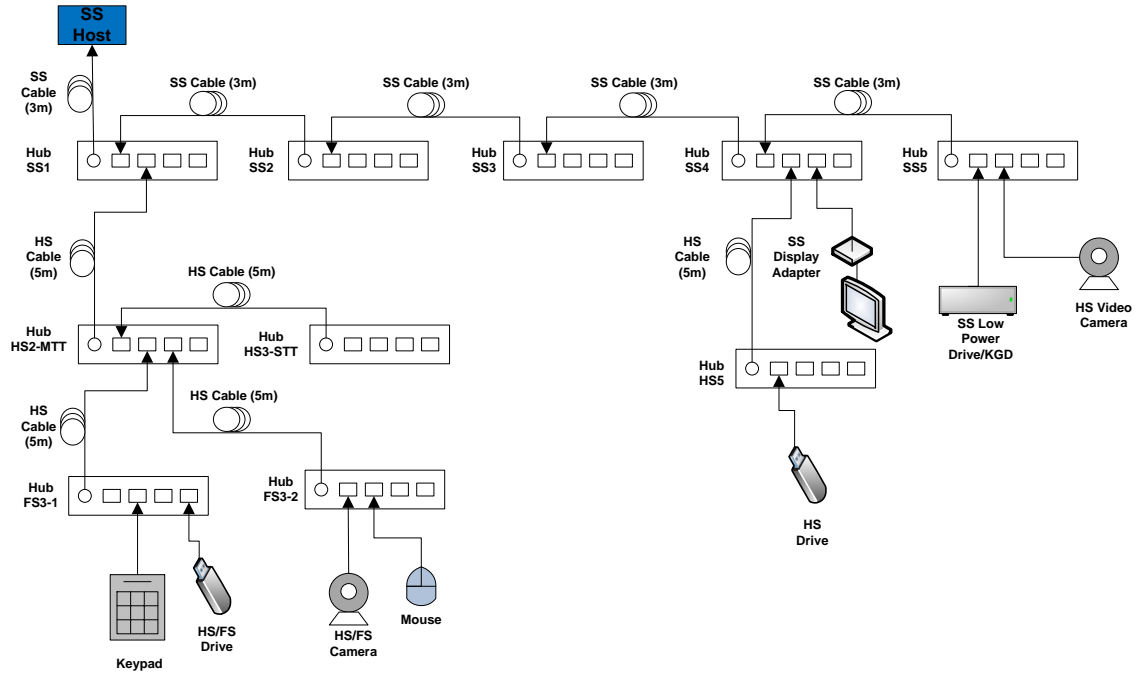 SS
Host
SS
Cable
(3m)
SS Cable (3m)
SS Cable (3m)
SS Cable (3m)
SS Cable (3m)
Hub
SS1
Hub
SS2
Hub
SS3
Hub
SS4
Hub
SS5
HS
Cable
(5m)
HS Cable (5m)
HS
Cable
(5m)
SS
Display
Adapter
HS Video
Camera
SS Low
Power
Drive/KGD
Hub
HS2-MTT
Hub
HS3-STT
Hub
HS5
HS
Cable
(5m)
HS Cable (5m)
Hub
FS3-1
Hub
FS3-2
HS
Drive
Keypad
HS/FS
Drive
HS/FS
Camera
Mouse